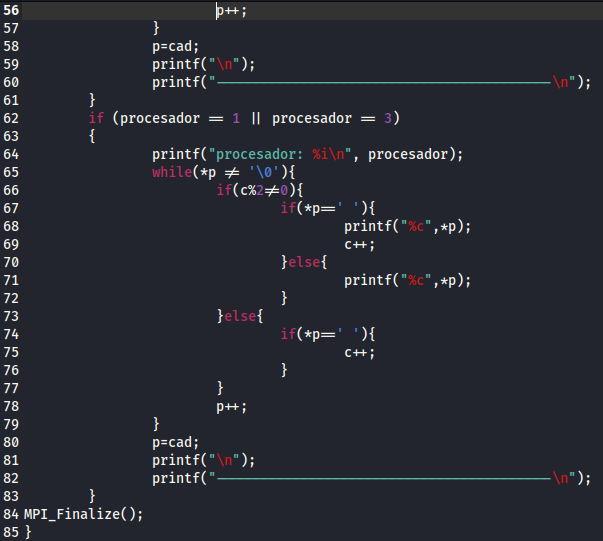 56 p++;
57 }
58 p=cad;
59 printf("\n");
60 printf("------------------------------------------\n");
61 }
62 if (procesador == 1 || procesador == 3)
63 {
64 printf("procesador: %i\n", procesador);
65 while(*p != '\0'){
66 if(c%2!=0){
67 if(*p==' '){
68 printf("%c",*p);
69 c++;
70 }else{
71 printf("%c",*p);
72 }
73 }else{
74 if(*p==' '){
75 c++;
76 }
77 }
78 p++;
79 }
80 p=cad;
81 printf("\n");
82 printf("------------------------------------------\n");
83 }
84 MPI_Finalize();
85 }